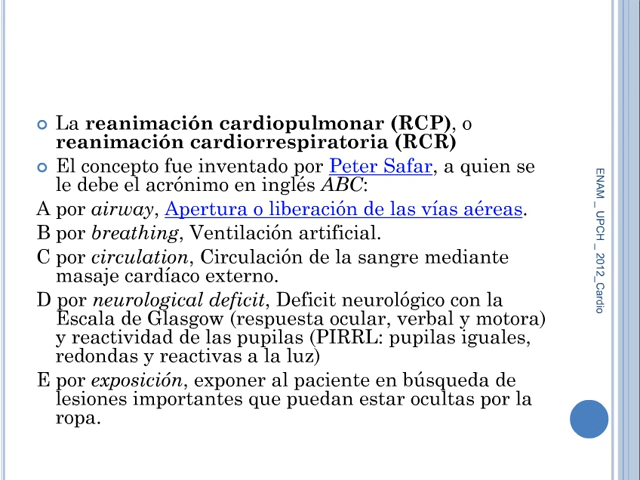 La reanimación cardiopulmonar (RCP), o
reanimación cardiorrespiratoria (RCR)
El concepto fue inventado por Peter Safar, a quien se
le debe el acrónimo en inglés ABC:
A por airway, Apertura o liberación de las vías aéreas.
B por breathing, Ventilación artificial.
C por circulation, Circulación de la sangre mediante
masaje cardíaco externo.
D por neurological deficit, Deficit neurológico con la
Escala de Glasgow (respuesta ocular, verbal y motora)
y reactividad de las pupilas (PIRRL: pupilas iguales,
redondas y reactivas a la luz)
E por exposición, exponer al paciente en búsqueda de
lesiones importantes que puedan estar ocultas por la
ropa.
ENAM _ UPCH _ 2012_Cardio